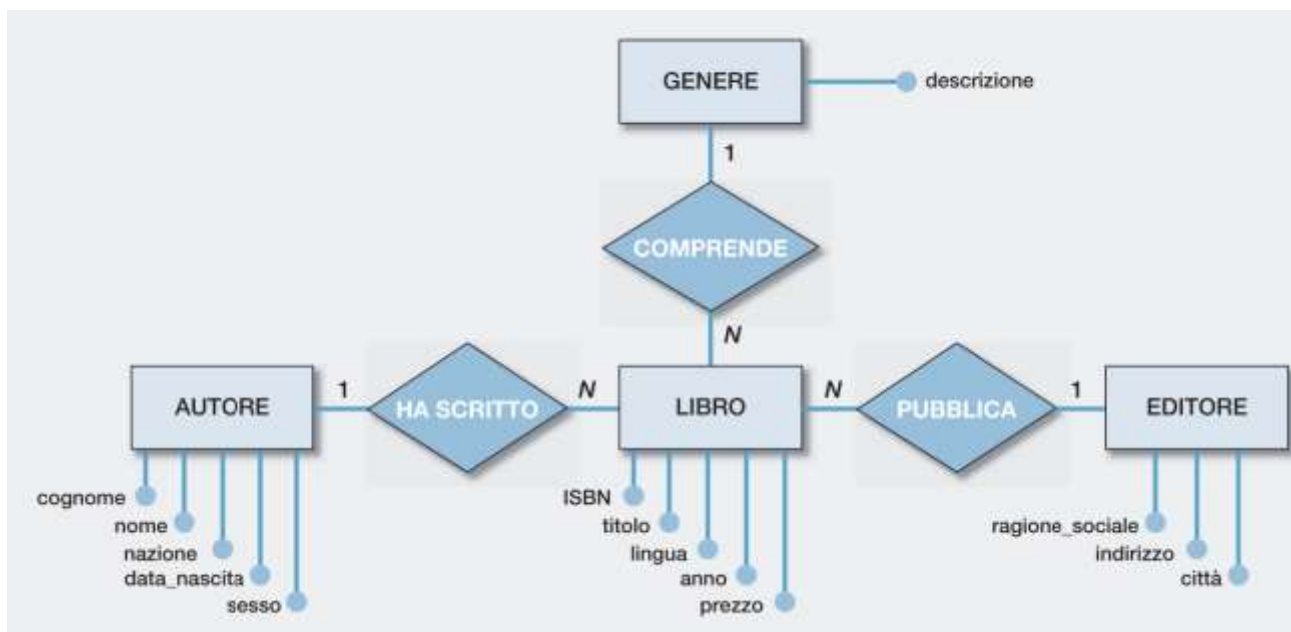 GENERE
descrizione
1
COMPRENDE
N
AUTORE
1
HA SCRITTO
N
LIBRO
N
PUBBLICA
1
EDITORE
cognome
nome
nazione
data_nascita
sesso
ISBN
titolo
lingua
anno
prezzo
ragione_sociale
indirizzo
città